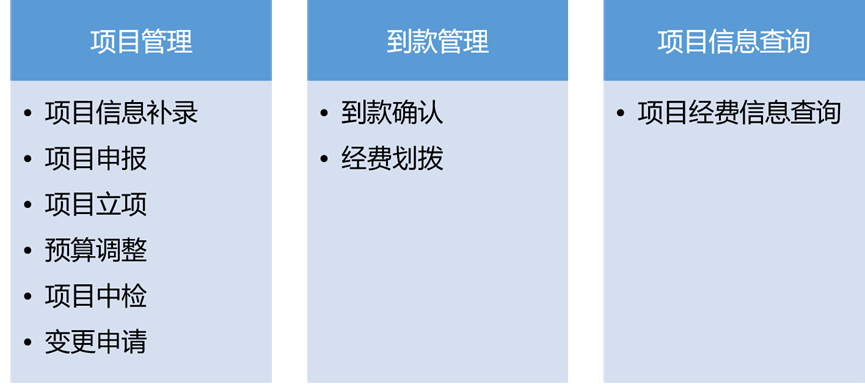 项目管理
• 项目信息补录
• 项目申报
• 项目立项
• 预算调整
• 项目中检
• 变更申请
到款管理
• 到款确认
• 经费划拨
项目信息查询
• 项目经费信息查询